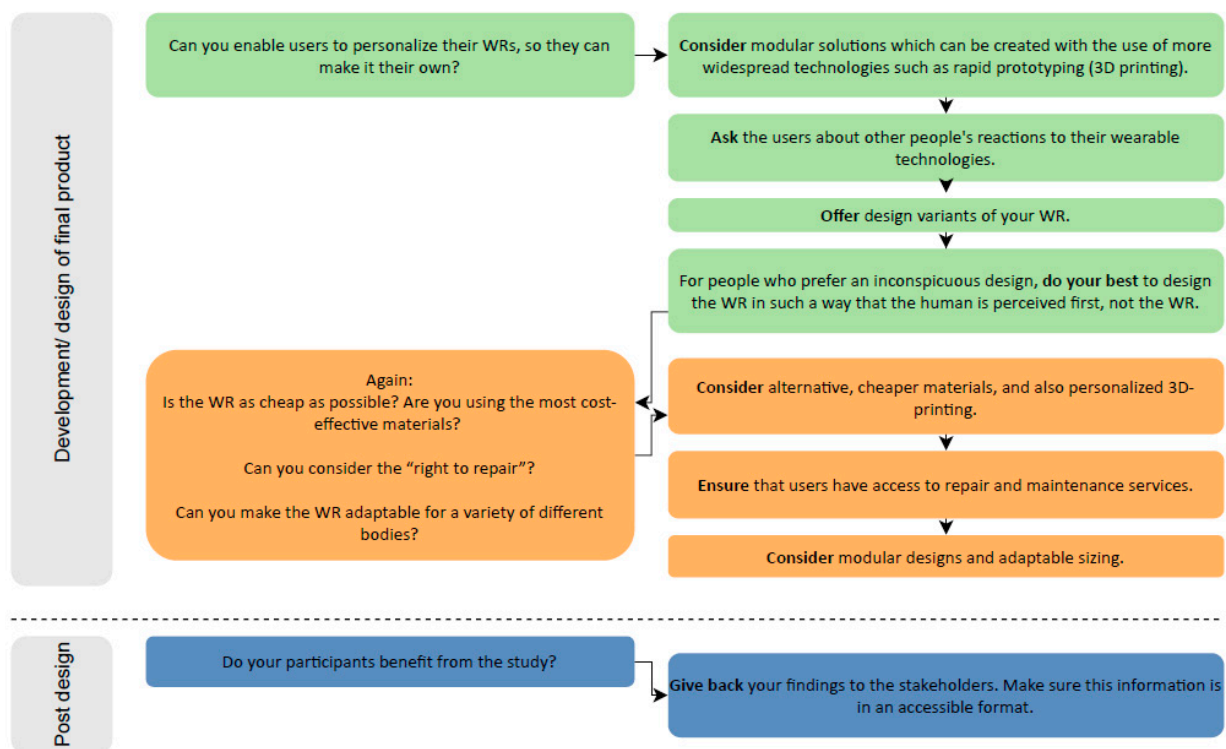 Development/ design of final product
Can you enable users to personalize their WRs, so they can
make it their own?
Consider modular solutions which can be created with the use of more
widespread technologies such as rapid prototyping (3D printing).
Ask the users about other people's reactions to their wearable
technologies.
Offer design variants of your WR.
For people who prefer an inconspicuous design, do your best to design
the WR in such a way that the human is perceived first, not the WR.
Again:
Is the WR as cheap as possible? Are you using the most cost-
effective materials?
Can you consider the “right to repair”?
Can you make the WR adaptable for a variety of different
bodies?
Consider alternative, cheaper materials, and also personalized 3D-
printing.
Ensure that users have access to repair and maintenance services.
Consider modular designs and adaptable sizing.
Post design
Do your participants benefit from the study?
Give back your findings to the stakeholders. Make sure this information is
in an accessible format.